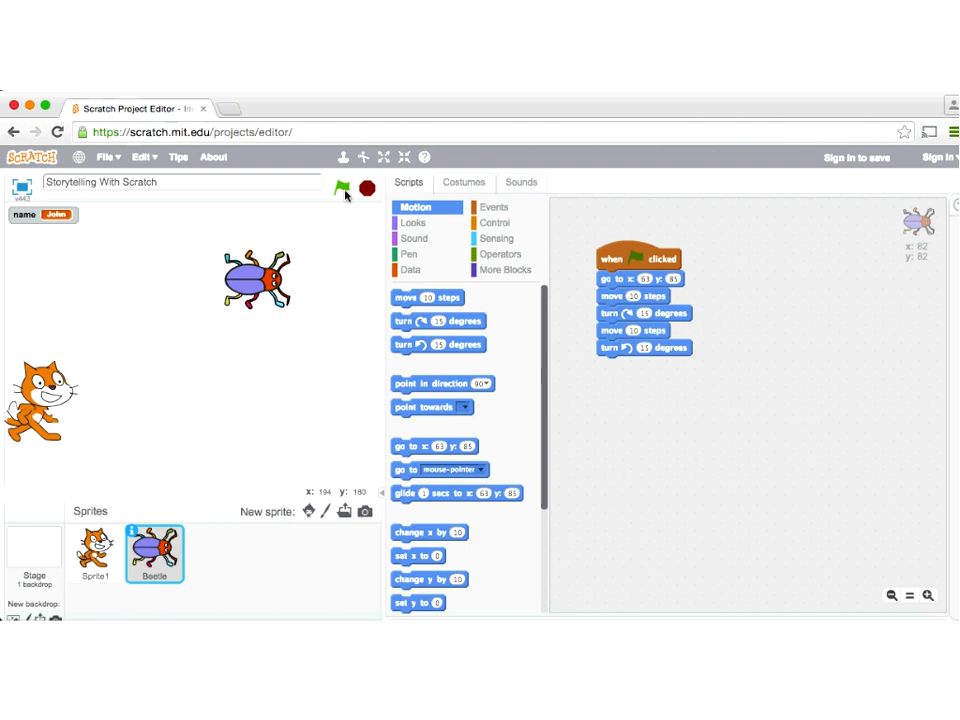 Scratch Project Editor - Im
https://scratch.mit.edu/projects/editor/
SCRATCH File Edit Tips About Sign in to save Sign in
v443 Storytelling With Scratch
name John
Scripts Costumes Sounds
Motion Events
Looks Control
Sound Sensing
Pen Operators
Data More Blocks
move 10 steps
turn 15 degrees
turn 15 degrees
point in direction 90
point towards
go to x: 63 y: 85
go to mouse-pointer
glide 1 secs to x: 63 y: 85
change x by 10
set x to 0
change y by 10
set y to 0
when clicked
go to x: 63 y: 85
move 10 steps
turn 15 degrees
move 10 steps
turn 15 degrees
x: 82
y: 82
x: 194 y: 180
Sprites New sprite:
Stage
1 backdrop
New backdrop:
Sprite1
Beetle